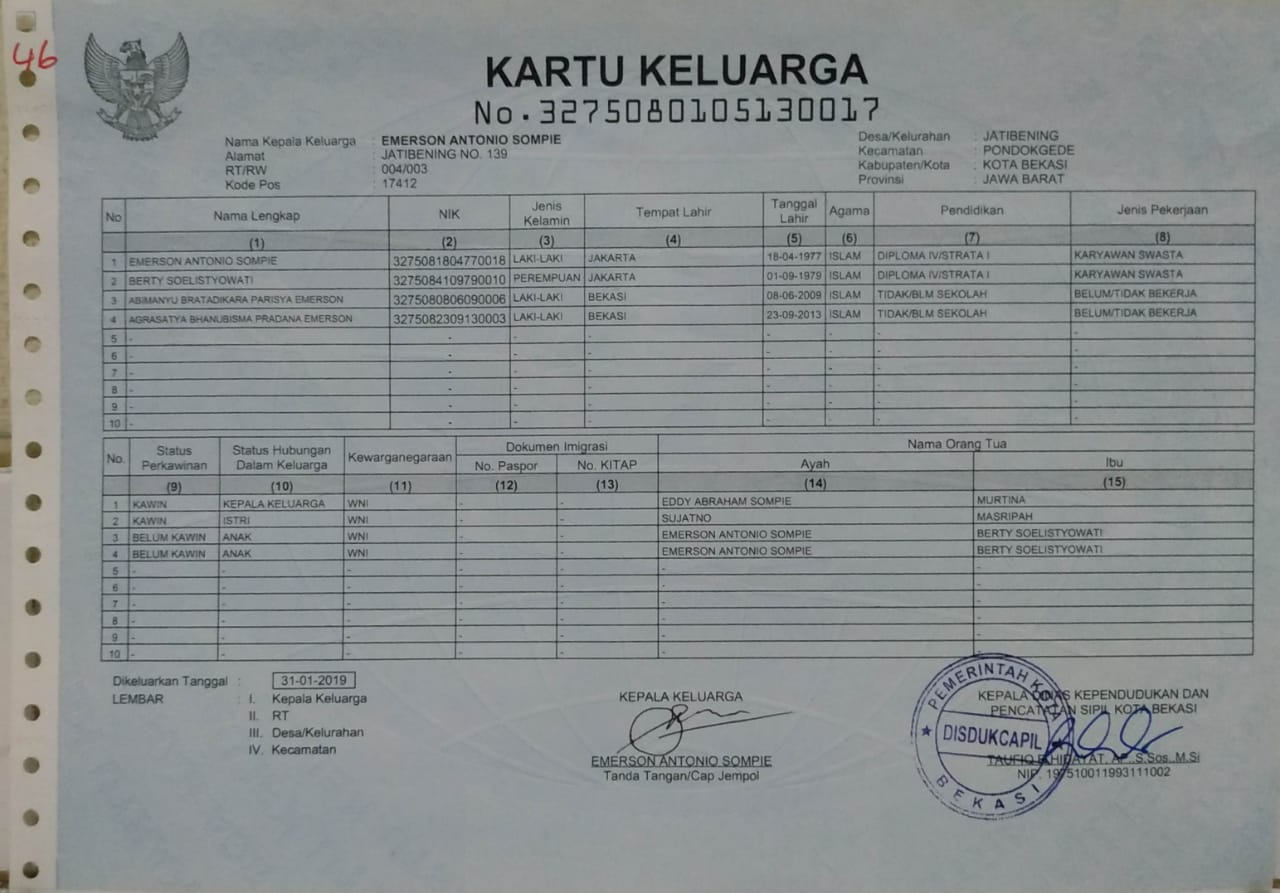 46
KARTU KELUARGA
No. 3275080105130017
Nama Kepala Keluarga : EMERSON ANTONIO SOMPIE
Alamat : JATIBENING NO. 139
RT/RW : 004/003
Kode Pos : 17412
Desa/Kelurahan : JATIBENING
Kecamatan : PONDOKGEDE
Kabupaten/Kota : KOTA BEKASI
Provinsi : JAWA BARAT
No Nama Lengkap NIK Jenis Kelamin Tempat Lahir Tanggal Lahir Agama Pendidikan Jenis Pekerjaan
(1) (2) (3) (4) (5) (6) (7) (8)
1 EMERSON ANTONIO SOMPIE 3275081804770018 LAKI-LAKI JAKARTA 18-04-1977 ISLAM DIPLOMA IV/STRATA I KARYAWAN SWASTA
2 BERTY SOELISTYOWATI 3275084109790010 PEREMPUAN JAKARTA 01-09-1979 ISLAM DIPLOMA IV/STRATA I KARYAWAN SWASTA
3 ABIMANYU BRATADIKARA PARISYA EMERSON 3275080806090006 LAKI-LAKI BEKASI 08-06-2009 ISLAM TIDAK/BLM SEKOLAH BELUM/TIDAK BEKERJA
4 AGRASATYA BHANUBISMA PRADANA EMERSON 3275082309130003 LAKI-LAKI BEKASI 23-09-2013 ISLAM TIDAK/BLM SEKOLAH BELUM/TIDAK BEKERJA
5 - - - - - - - -
6 - - - - - - - -
7 - - - - - - - -
8 - - - - - - - -
9 - - - - - - - -
10 - - - - - - - -
No. Status Perkawinan Status Hubungan Dalam Keluarga Kewarganegaraan Dokumen Imigrasi Nama Orang Tua
No. Paspor No. KITAP Ayah Ibu
(9) (10) (11) (12) (13) (14) (15)
1 KAWIN KEPALA KELUARGA WNI - - EDDY ABRAHAM SOMPIE MURTINA
2 KAWIN ISTRI WNI - - SUJATNO MASRIPAH
3 BELUM KAWIN ANAK WNI - - EMERSON ANTONIO SOMPIE BERTY SOELISTYOWATI
4 BELUM KAWIN ANAK WNI - - EMERSON ANTONIO SOMPIE BERTY SOELISTYOWATI
5 - - - - - - -
6 - - - - - - -
7 - - - - - - -
8 - - - - - - -
9 - - - - - - -
10 - - - - - - -
Dikeluarkan Tanggal : 31-01-2019
LEMBAR : I. Kepala Keluarga
II. RT
III. Desa/Kelurahan
IV. Kecamatan
KEPALA KELUARGA
EMERSON ANTONIO SOMPIE
Tanda Tangan/Cap Jempol
KEPALA DINAS KEPENDUDUKAN DAN
PENCATATAN SIPIL KOTA BEKASI
TAUFIQ HIDAYAT, AP.,S.Sos.,M.Si
NIP. 197510011993111002
PEMERINTAH KOTA
DISDUKCAPIL
BEKASI